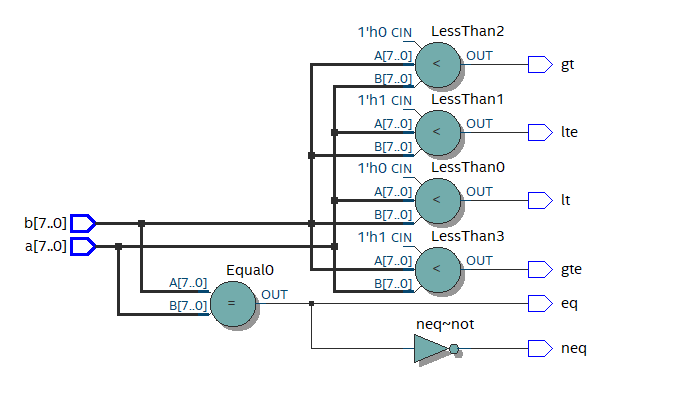 1'h0 CIN LessThan2
A[7..0] < OUT gt
B[7..0]
1'h1 CIN LessThan1
A[7..0] < OUT lte
B[7..0]
1'h0 CIN LessThan0
A[7..0] < OUT lt
b[7..0] B[7..0]
1'h1 CIN LessThan3
a[7..0]
A[7..0] < OUT gte
Equal0
A[7..0] B[7..0]
= OUT eq
B[7..0]
neq~not
neq